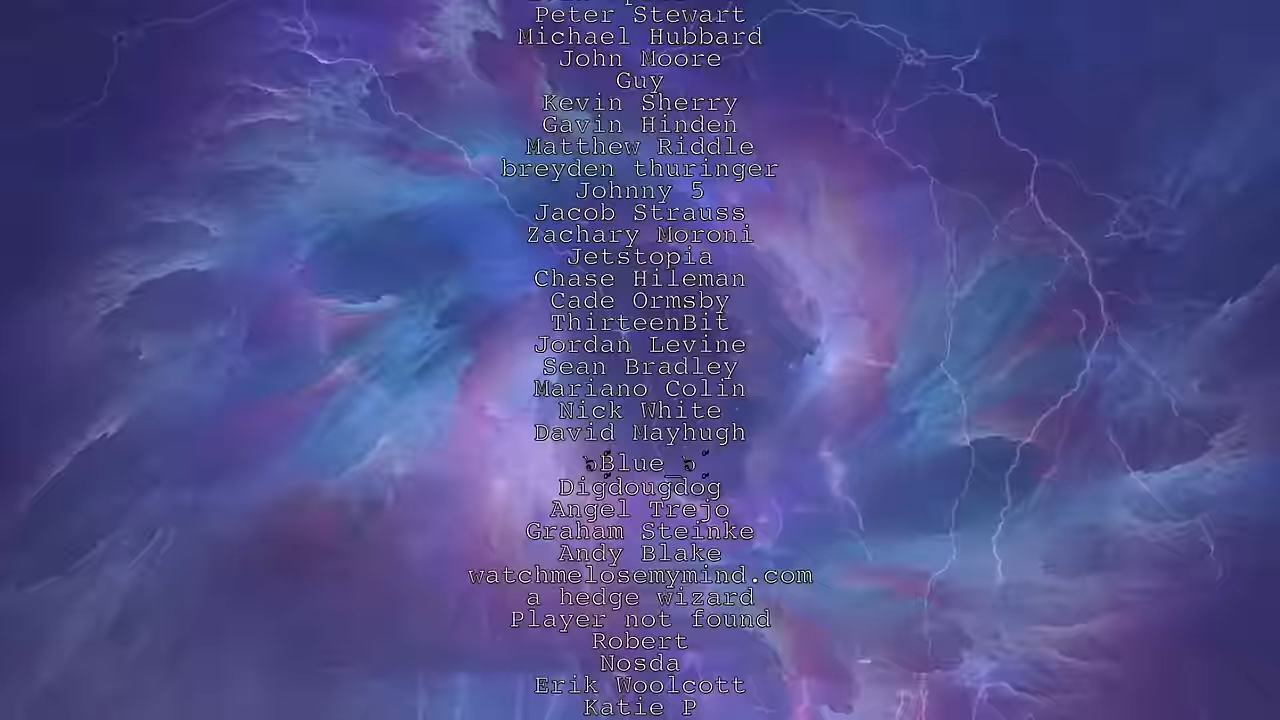 Peter Stewart
Michael Hubbard
John Moore
Guy
Kevin Sherry
Gavin Hinden
Matthew Riddle
breyden thuringer
Johnny 5
Jacob Strauss
Zachary Moroni
Jetstopia
Chase Hileman
Cade Ormsby
ThirteenBit
Jordan Levine
Sean Bradley
Mariano Colin
Nick White
David Mayhugh
Blue_
Digdougdog
Angel Trejo
Graham Steinke
Andy Blake
watchmelosemymind.com
a hedge wizard
Player not found
Robert
Nosda
Erik Woolcott
Katie P